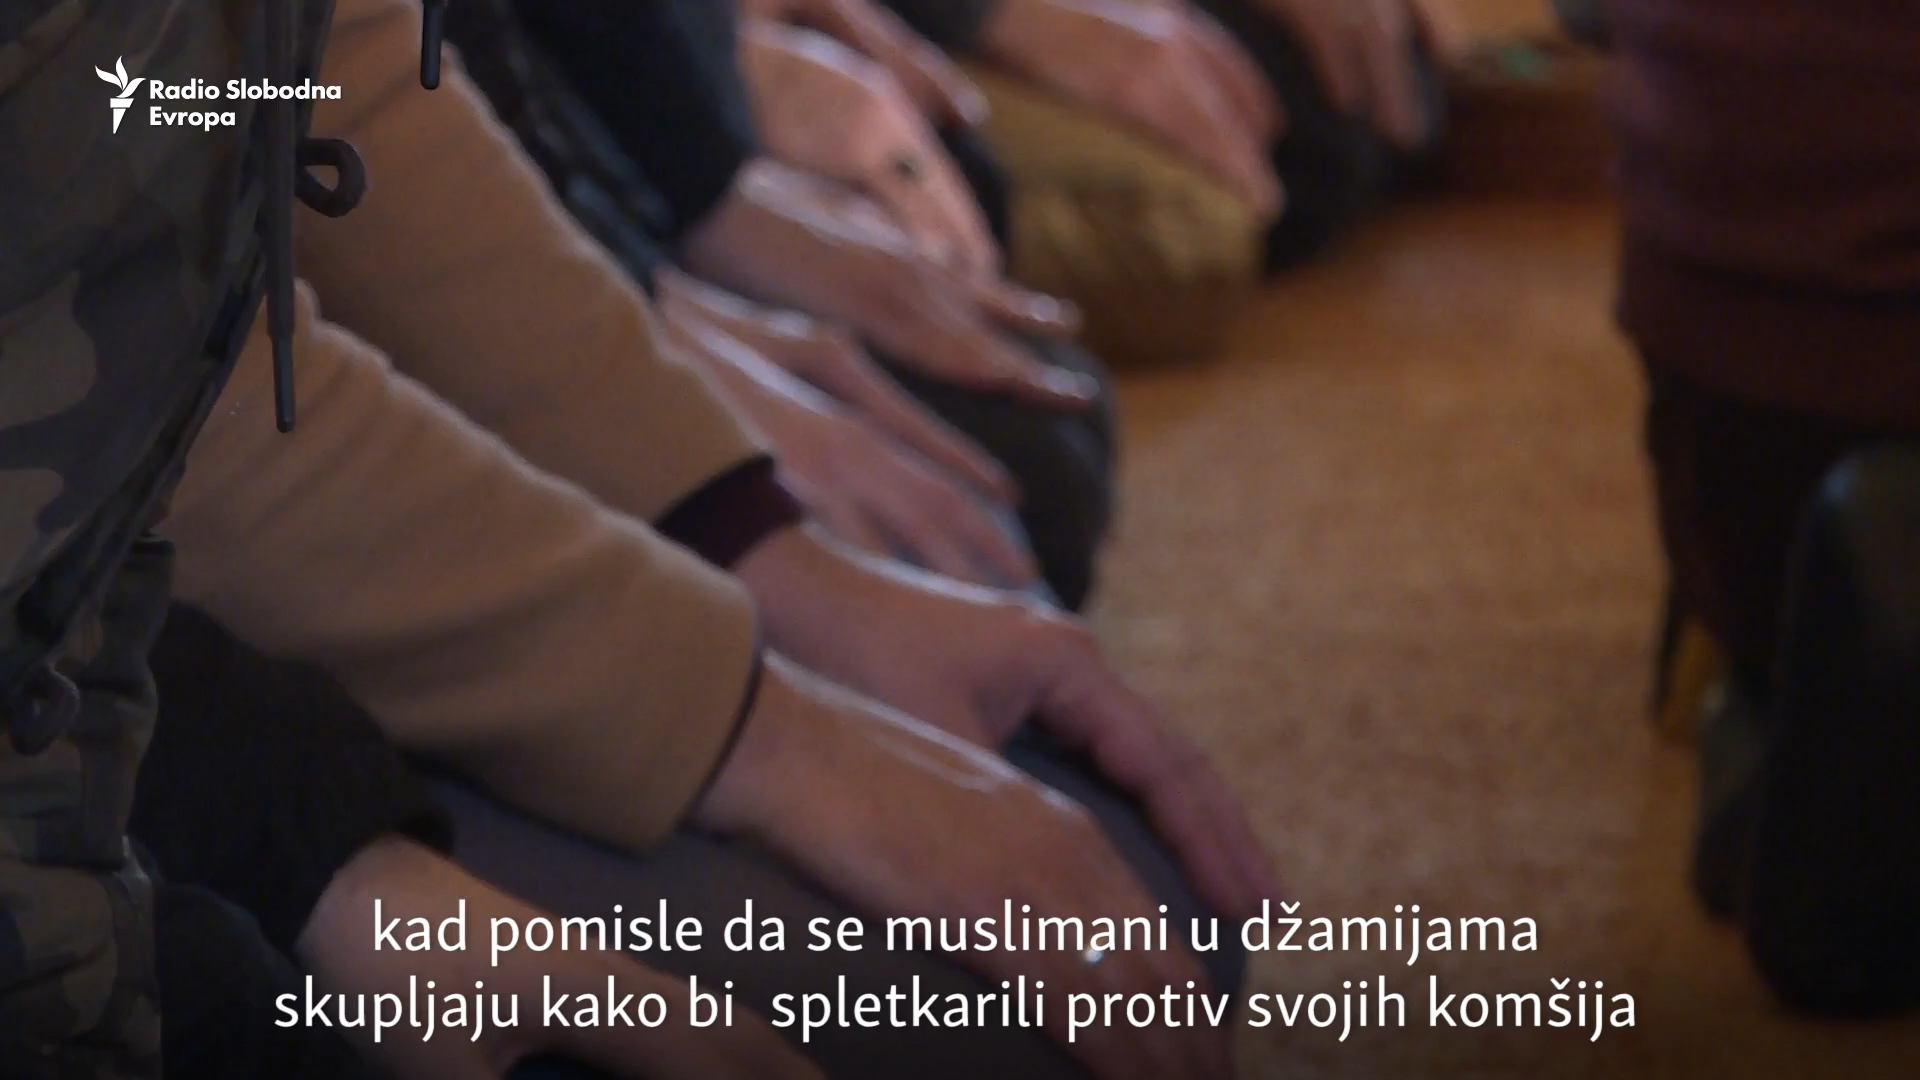 Radio Slobodna
Evropa
kad pomisle da se muslimani u džamijama
skupljaju kako bi spletkarili protiv svojih komšija